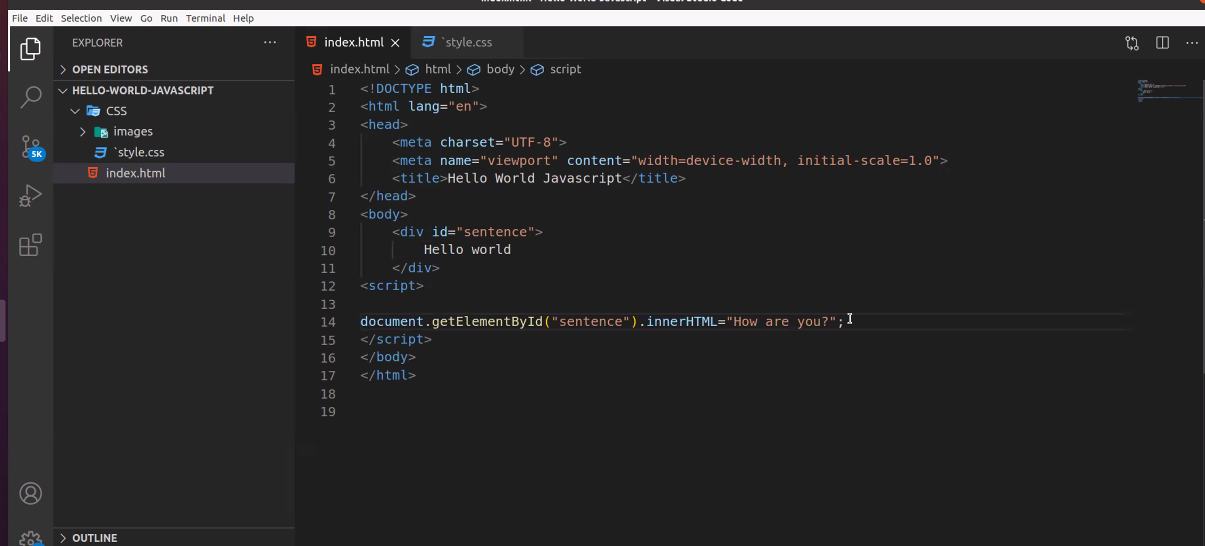 File Edit Selection View Go Run Terminal Help
EXPLORER ...
OPEN EDITORS
HELLO-WORLD-JAVASCRIPT
CSS
images
`style.css
index.html
5K
OUTLINE
index.html `style.css ...
index.html > html > body > script
1 <!DOCTYPE html>
2 <html lang="en">
3 <head>
4 <meta charset="UTF-8">
5 <meta name="viewport" content="width=device-width, initial-scale=1.0">
6 <title>Hello World Javascript</title>
7 </head>
8 <body>
9 <div id="sentence">
10 Hello world
11 </div>
12 <script>
13
14 document.getElementById("sentence").innerHTML="How are you?";
15 </script>
16 </body>
17 </html>
18
19